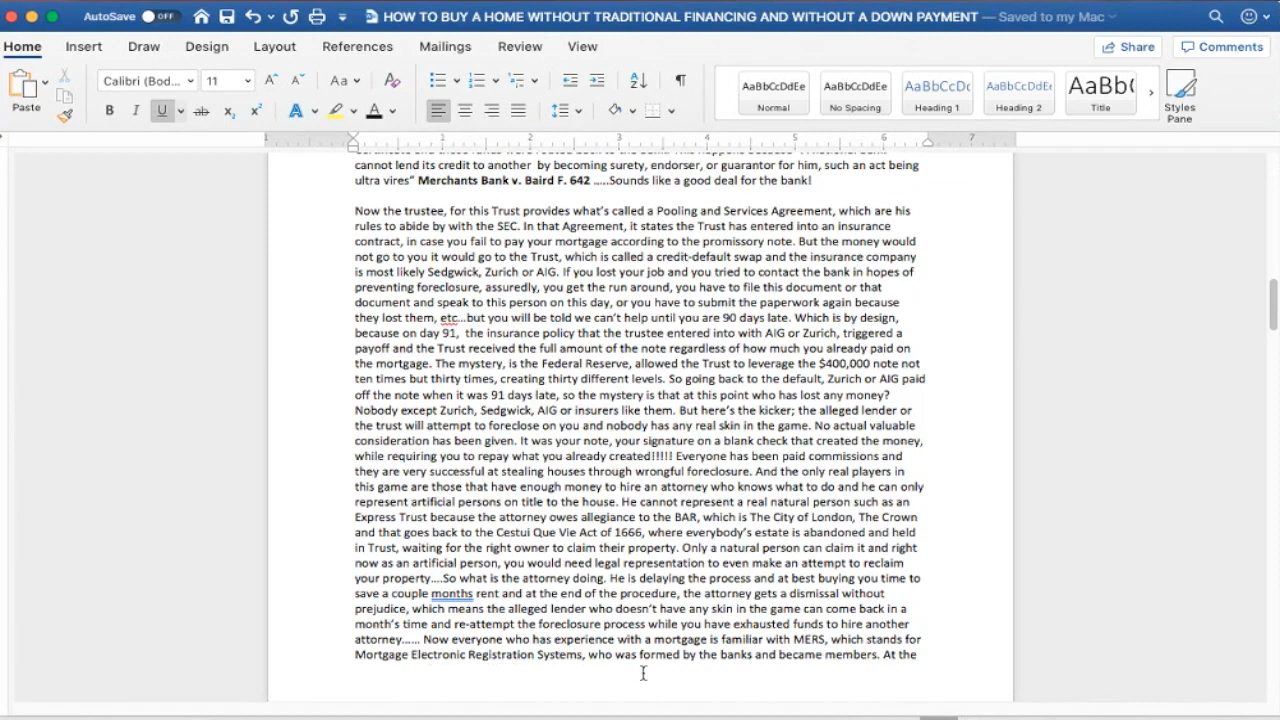 AutoSave OFF
HOW TO BUY A HOME WITHOUT TRADITIONAL FINANCING AND WITHOUT A DOWN PAYMENT — Saved to my Mac
Home Insert Draw Design Layout References Mailings Review View
Share Comments
Paste
Calibri (Bod... 11
AaBbCcDdEe AaBbCcDdEe AaBbCcDc AaBbCcDdEe AaBb(
Normal No Spacing Heading 1 Heading 2 Title
Styles Pane
1 1 2 3 4 5 6 7
cannot lend its credit to another by becoming surety, endorser, or guarantor for him, such an act being
ultra vires" Merchants Bank v. Baird F. 642 .....Sounds like a good deal for the bank!
Now the trustee, for this Trust provides what's called a Pooling and Services Agreement, which are his
rules to abide by with the SEC. In that Agreement, it states the Trust has entered into an insurance
contract, in case you fail to pay your mortgage according to the promissory note. But the money would
not go to you it would go to the Trust, which is called a credit-default swap and the insurance company
is most likely Sedgwick, Zurich or AIG. If you lost your job and you tried to contact the bank in hopes of
preventing foreclosure, assuredly, you get the run around, you have to file this document or that
document and speak to this person on this day, or you have to submit the paperwork again because
they lost them, etc...but you will be told we can't help until you are 90 days late. Which is by design,
because on day 91, the insurance policy that the trustee entered into with AIG or Zurich, triggered a
payoff and the Trust received the full amount of the note regardless of how much you already paid on
the mortgage. The mystery, is the Federal Reserve, allowed the Trust to leverage the $400,000 note not
ten times but thirty times, creating thirty different levels. So going back to the default, Zurich or AIG paid
off the note when it was 91 days late, so the mystery is that at this point who has lost any money?
Nobody except Zurich, Sedgwick, AIG or insurers like them. But here's the kicker; the alleged lender or
the trust will attempt to foreclose on you and nobody has any real skin in the game. No actual valuable
consideration has been given. It was your note, your signature on a blank check that created the money,
while requiring you to repay what you already created!!!!! Everyone has been paid commissions and
they are very successful at stealing houses through wrongful foreclosure. And the only real players in
this game are those that have enough money to hire an attorney who knows what to do and he can only
represent artificial persons on title to the house. He cannot represent a real natural person such as an
Express Trust because the attorney owes allegiance to the BAR, which is The City of London, The Crown
and that goes back to the Cestui Que Vie Act of 1666, where everybody's estate is abandoned and held
in Trust, waiting for the right owner to claim their property. Only a natural person can claim it and right
now as an artificial person, you would need legal representation to even make an attempt to reclaim
your property....So what is the attorney doing. He is delaying the process and at best buying you time to
save a couple months rent and at the end of the procedure, the attorney gets a dismissal without
prejudice, which means the alleged lender who doesn't have any skin in the game can come back in a
month's time and re-attempt the foreclosure process while you have exhausted funds to hire another
attorney...... Now everyone who has experience with a mortgage is familiar with MERS, which stands for
Mortgage Electronic Registration Systems, who was formed by the banks and became members. At the